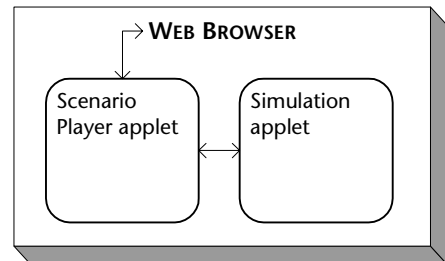 WEB BROWSER
Scenario
Player applet
Simulation
applet